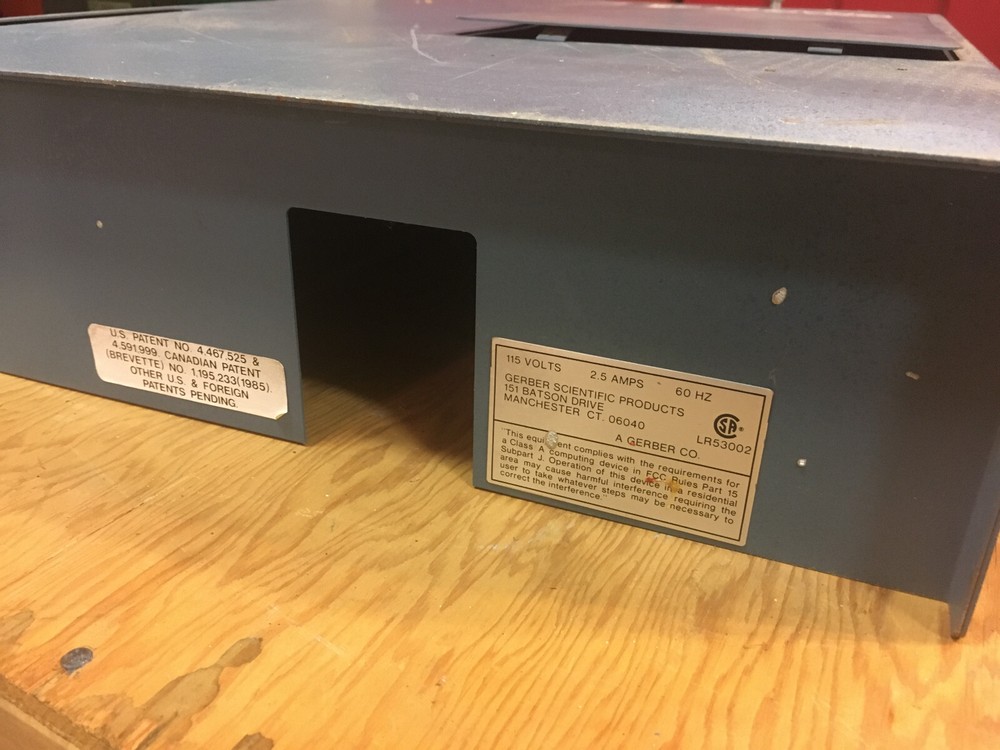 U.S. PATENT NO. 4,467,525 &
4,591,999. CANADIAN PATENT
(BREVETTE) NO. 1,195,233(1985).
OTHER U.S. & FOREIGN
PATENTS PENDING.
115 VOLTS 2.5 AMPS 60 HZ
GERBER SCIENTIFIC PRODUCTS
151 BATSON DRIVE
MANCHESTER CT. 06040
SA
LR53002
A GERBER CO.
"This equipment complies with the requirements for
a Class A computing device in FCC Rules Part 15
Subpart J. Operation of this device in a residential
area may cause harmful interference requiring the
user to take whatever steps may be necessary to
correct the interference."